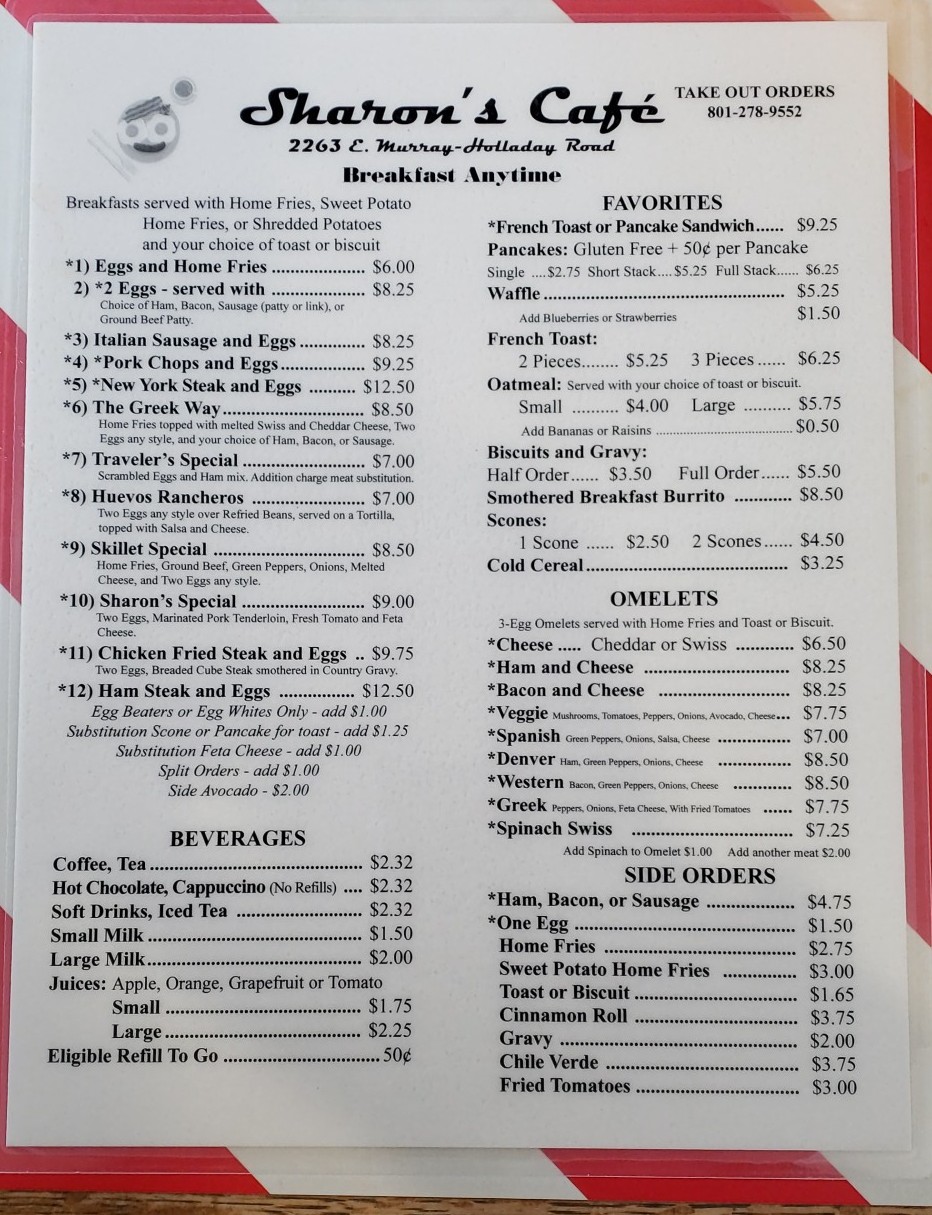 Sharon's Café
TAKE OUT ORDERS
801-278-9552
2263 E. Murray-Holladay Road
Breakfast Anytime
Breakfasts served with Home Fries, Sweet Potato
Home Fries, or Shredded Potatoes
and your choice of toast or biscuit
*1) Eggs and Home Fries .................... $6.00
2) *2 Eggs - served with .................... $8.25
Choice of Ham, Bacon, Sausage (patty or link), or
Ground Beef Patty.
*3) Italian Sausage and Eggs .............. $8.25
*4) *Pork Chops and Eggs .................. $9.25
*5) *New York Steak and Eggs .......... $12.50
*6) The Greek Way ............................... $8.50
Home Fries topped with melted Swiss and Cheddar Cheese, Two
Eggs any style, and your choice of Ham, Bacon, or Sausage.
*7) Traveler's Special ........................... $7.00
Scrambled Eggs and Ham mix. Addition charge meat substitution.
*8) Huevos Rancheros ......................... $7.00
Two Eggs any style over Refried Beans, served on a Tortilla,
topped with Salsa and Cheese.
*9) Skillet Special ................................. $8.50
Home Fries, Ground Beef, Green Peppers, Onions, Melted
Cheese, and Two Eggs any style.
*10) Sharon's Special ........................... $9.00
Two Eggs, Marinated Pork Tenderloin, Fresh Tomato and Feta
Cheese.
*11) Chicken Fried Steak and Eggs .. $9.75
Two Eggs, Breaded Cube Steak smothered in Country Gravy.
*12) Ham Steak and Eggs ................ $12.50
Egg Beaters or Egg Whites Only - add $1.00
Substitution Scone or Pancake for toast - add $1.25
Substitution Feta Cheese - add $1.00
Split Orders - add $1.00
Side Avocado - $2.00
BEVERAGES
Coffee, Tea .............................................. $2.32
Hot Chocolate, Cappuccino (No Refills) .... $2.32
Soft Drinks, Iced Tea ........................... $2.32
Small Milk .............................................. $1.50
Large Milk .............................................. $2.00
Juices: Apple, Orange, Grapefruit or Tomato
Small .......................................... $1.75
Large .......................................... $2.25
Eligible Refill To Go .................................. 50¢
FAVORITES
*French Toast or Pancake Sandwich...... $9.25
Pancakes: Gluten Free + 50¢ per Pancake
Single ....$2.75 Short Stack....$5.25 Full Stack...... $6.25
Waffle .................................................... $5.25
Add Blueberries or Strawberries $1.50
French Toast:
2 Pieces........ $5.25 3 Pieces ...... $6.25
Oatmeal: Served with your choice of toast or biscuit.
Small .......... $4.00 Large .......... $5.75
Add Bananas or Raisins ............................................... $0.50
Biscuits and Gravy:
Half Order...... $3.50 Full Order...... $5.50
Smothered Breakfast Burrito ............ $8.50
Scones:
1 Scone ...... $2.50 2 Scones...... $4.50
Cold Cereal ............................................ $3.25
OMELETS
3-Egg Omelets served with Home Fries and Toast or Biscuit.
*Cheese ..... Cheddar or Swiss ............ $6.50
*Ham and Cheese ................................ $8.25
*Bacon and Cheese ............................. $8.25
*Veggie Mushrooms, Tomatoes, Peppers, Onions, Avocado, Cheese... $7.75
*Spanish Green Peppers, Onions, Salsa, Cheese .................. $7.00
*Denver Ham, Green Peppers, Onions, Cheese ................ $8.50
*Western Bacon, Green Peppers, Onions, Cheese ............. $8.50
*Greek Peppers, Onions, Feta Cheese, With Fried Tomatoes ...... $7.75
*Spinach Swiss ................................... $7.25
Add Spinach to Omelet $1.00 Add another meat $2.00
SIDE ORDERS
*Ham, Bacon, or Sausage ................... $4.75
*One Egg ................................................ $1.50
Home Fries .......................................... $2.75
Sweet Potato Home Fries ................ $3.00
Toast or Biscuit ................................... $1.65
Cinnamon Roll ................................... $3.75
Gravy .................................................... $2.00
Chile Verde .......................................... $3.75
Fried Tomatoes ................................... $3.00